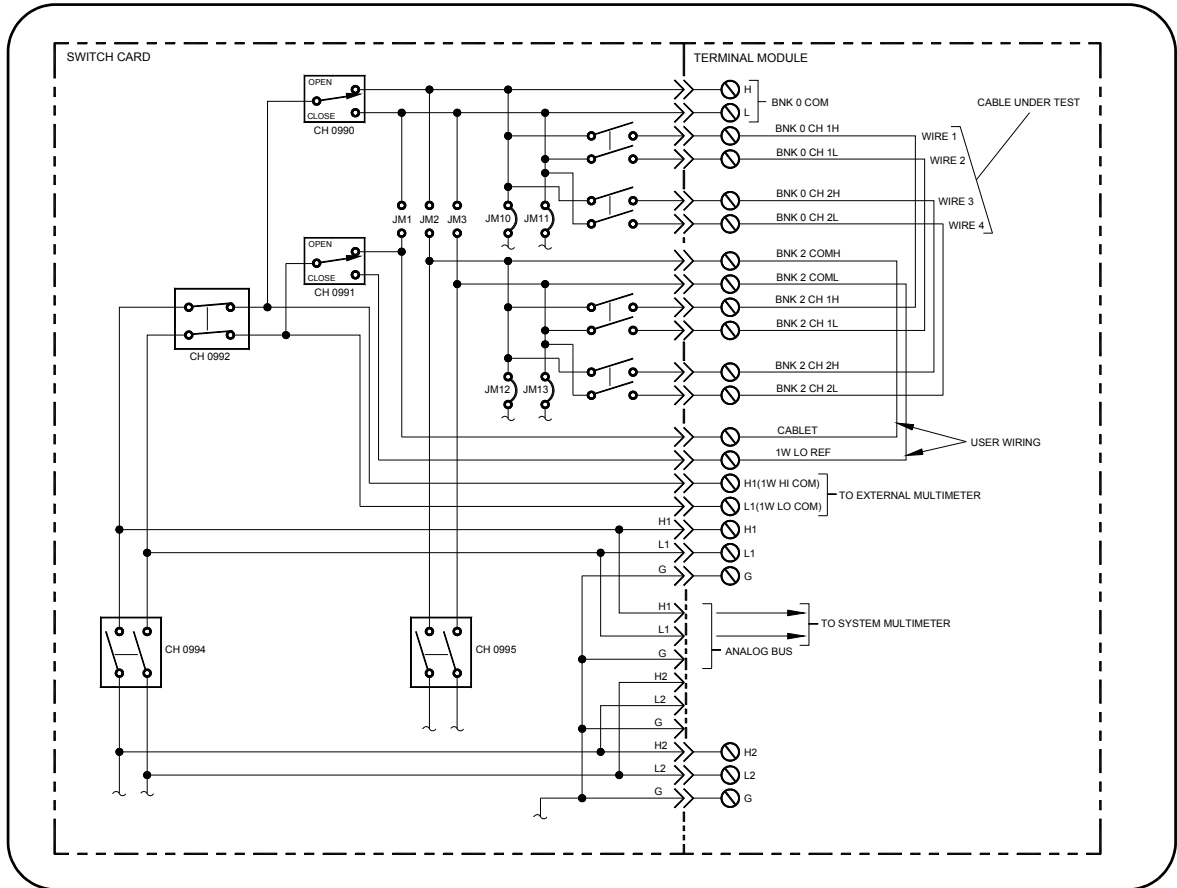 SWITCH CARD
TERMINAL MODULE
OPEN
CLOSE
CH 0990
H
L
BNK 0 COM
CABLE UNDER TEST
BNK 0 CH 1H
WIRE 1
BNK 0 CH 1L
WIRE 2
BNK 0 CH 2H
WIRE 3
BNK 0 CH 2L
WIRE 4
JM1
JM2
JM3
JM10
JM11
OPEN
CLOSE
CH 0991
BNK 2 COMH
BNK 2 COML
BNK 2 CH 1H
BNK 2 CH 1L
CH 0992
BNK 2 CH 2H
BNK 2 CH 2L
JM12
JM13
CABLET
1W LO REF
USER WIRING
H1(1W HI COM)
L1(1W LO COM)
TO EXTERNAL MULTIMETER
H1
H1
L1
L1
G
G
H1
L1
G
ANALOG BUS
TO SYSTEM MULTIMETER
CH 0994
CH 0995
H2
L2
G
H2
H2
L2
L2
G
G